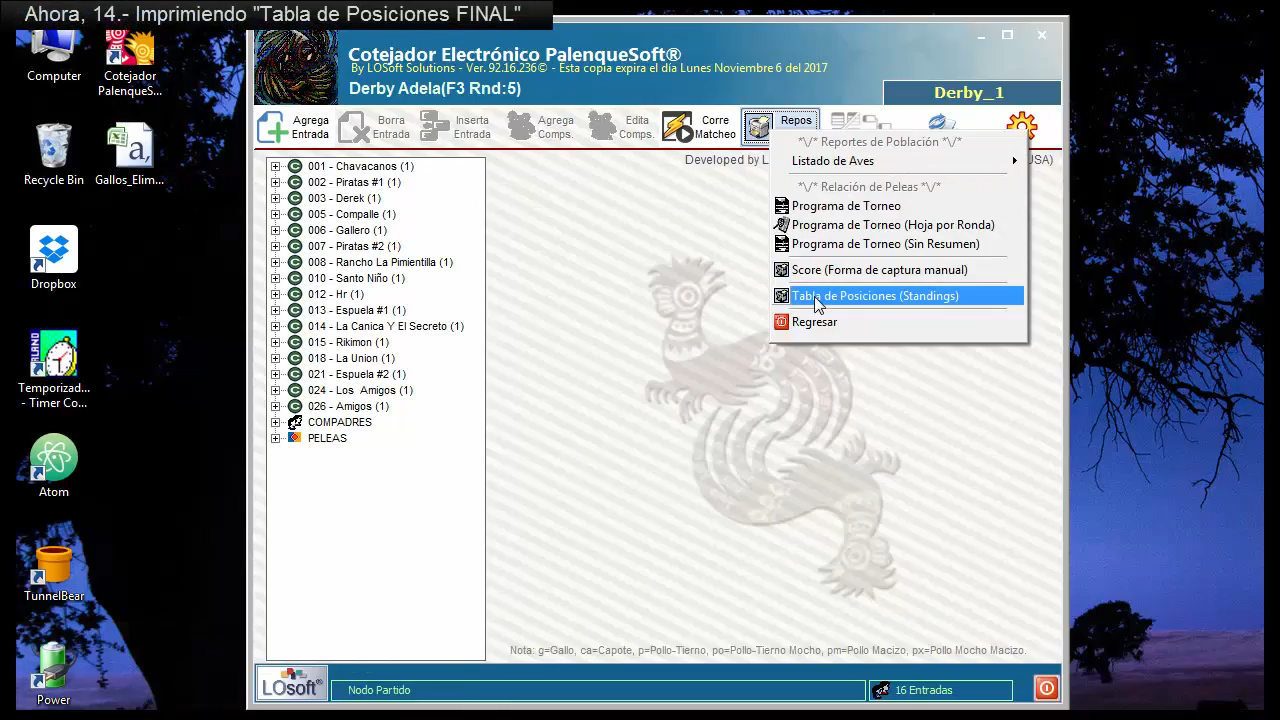 Ahora, 14.- Imprimiendo "Tabla de Posiciones FINAL"
Computer
Cotejador
PalenqueS...
Recycle Bin
Gallos_Elim...
Dropbox
Temporizad...
- Timer Co...
Atom
TunnelBear
Power
Cotejador Electrónico PalenqueSoft®
By LOSoft Solutions - Ver. 92.16.236© - Esta copia expira el día Lunes Noviembre 6 del 2017
Derby Adela(F3 Rnd:5)
Derby_1
Agrega
Entrada
Borra
Entrada
Inserta
Entrada
Agrega
Comps.
Edita
Comps.
Corre
Matcheo
Repos
Developed by L
USA)
001 - Chavacanos (1)
002 - Piratas #1 (1)
003 - Derek (1)
005 - Compalle (1)
006 - Gallero (1)
007 - Piratas #2 (1)
008 - Rancho La Pimientilla (1)
010 - Santo Niño (1)
012 - Hr (1)
013 - Espuela #1 (1)
014 - La Canica Y El Secreto (1)
015 - Rikimon (1)
018 - La Union (1)
021 - Espuela #2 (1)
024 - Los  Amigos (1)
026 - Amigos (1)
COMPADRES
PELEAS
*\/* Reportes de Población *\/*
Listado de Aves
*\/* Relación de Peleas *\/*
Programa de Torneo
Programa de Torneo (Hoja por Ronda)
Programa de Torneo (Sin Resumen)
Score (Forma de captura manual)
Tabla de Posiciones (Standings)
Regresar
Nota: g=Gallo, ca=Capote, p=Pollo-Tierno, po=Pollo-Tierno Mocho, pm=Pollo Macizo, px=Pollo Mocho Macizo.
LOsoft
Nodo Partido
16 Entradas